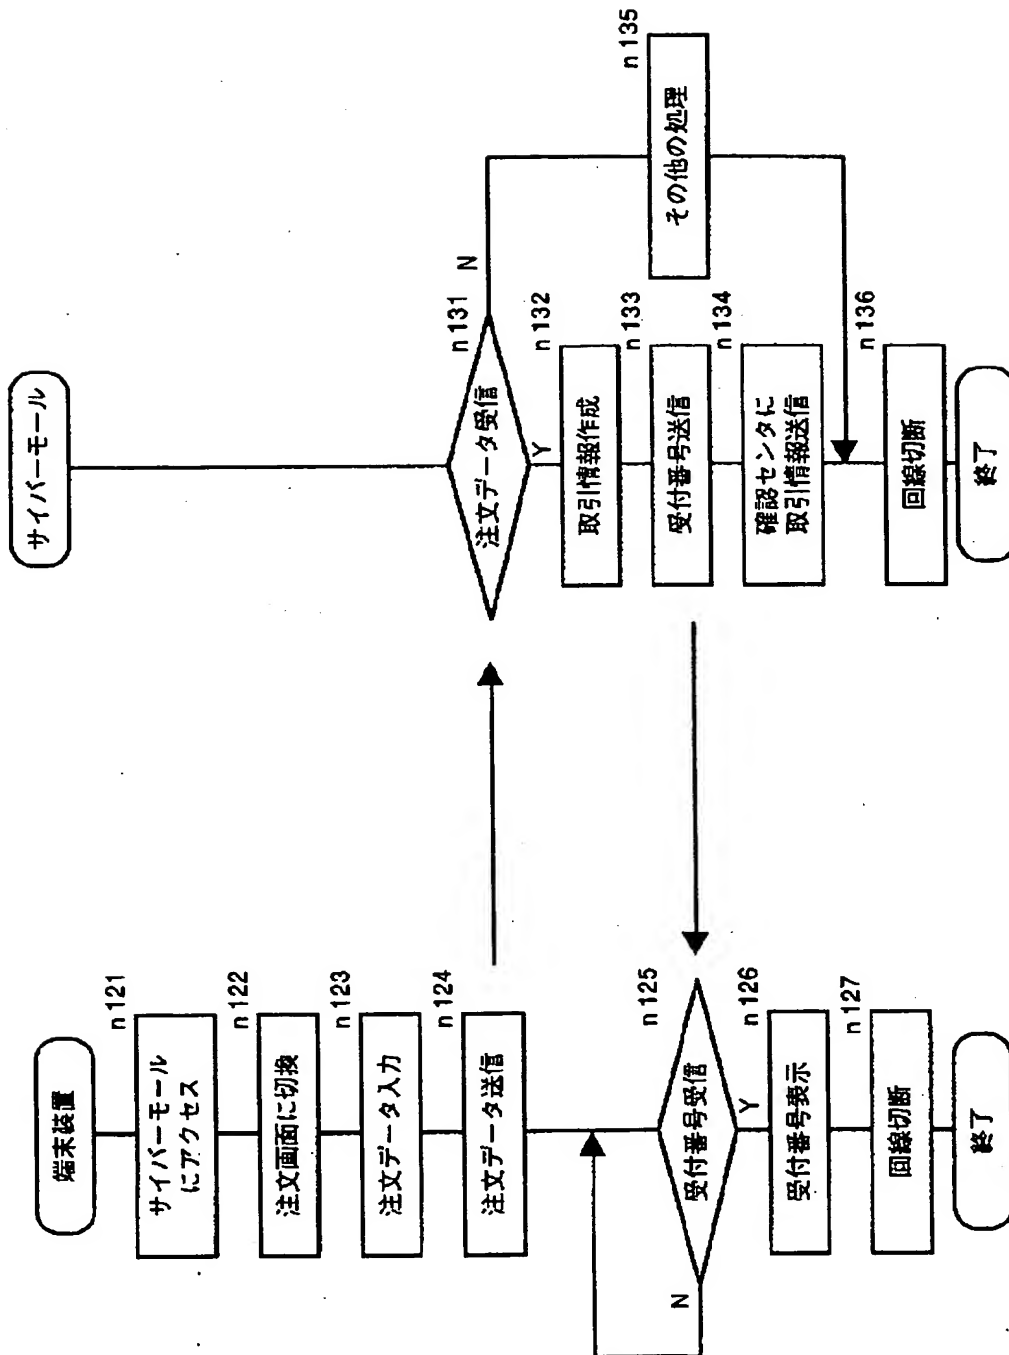 端末装置
n121
サイバーモール
にアクセス
n122
注文画面に切換
n123
注文データ入力
n124
注文データ送信
n125
受付番号受信
N
Y
n126
受付番号表示
n127
回線切断
終了
サイバーモール
n131
注文データ受信
N
Y
n132
取引情報作成
n133
受付番号送信
n134
確認センタに
取引情報送信
n135
その他の処理
n136
回線切断
終了